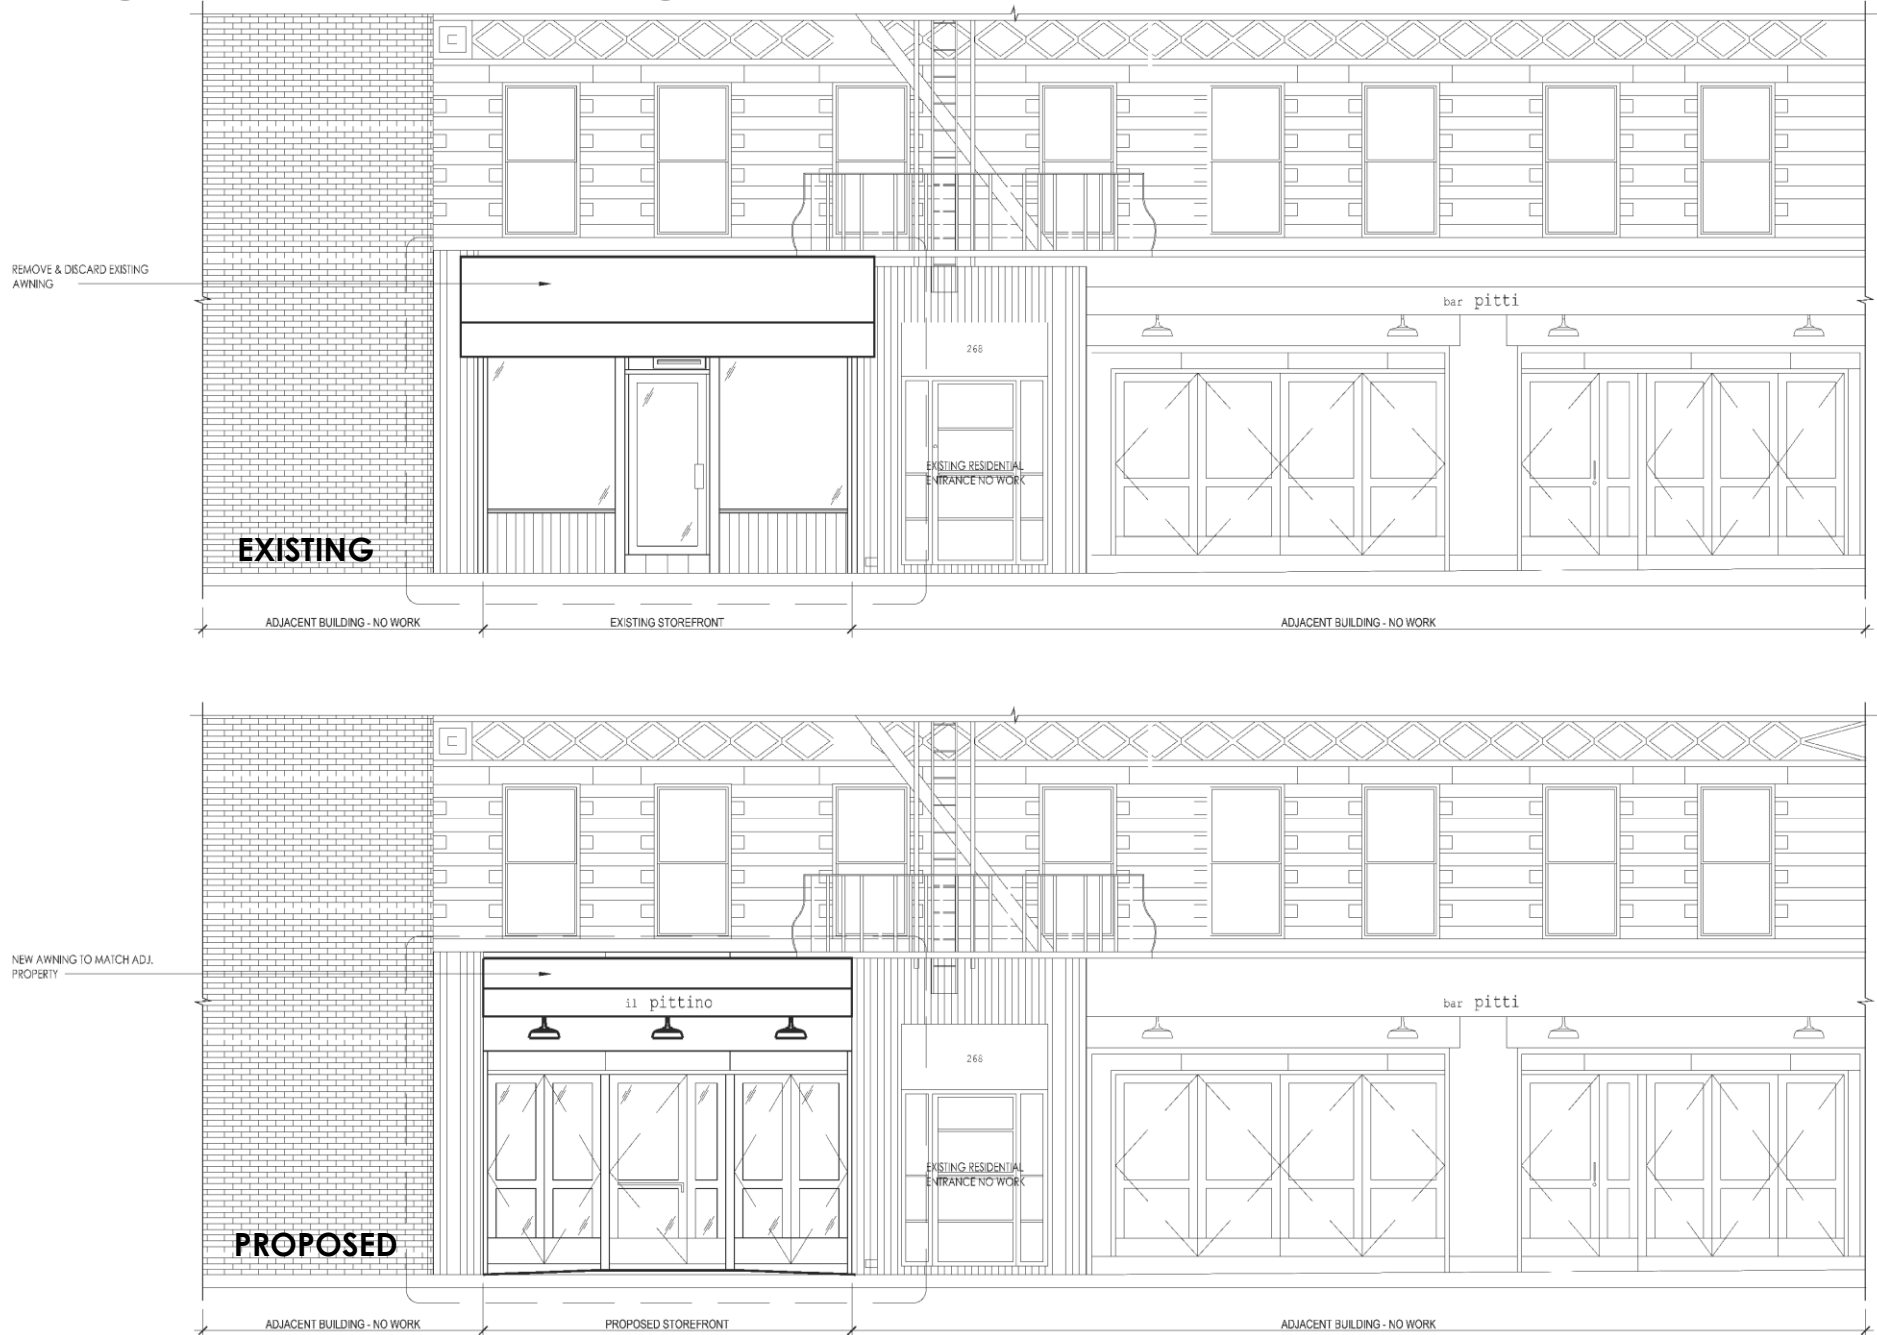 REMOVE & DISCARD EXISTING
AWNING
bar pitti
268
EXISTING RESIDENTIAL
ENTRANCE NO WORK
EXISTING
ADJACENT BUILDING - NO WORK
EXISTING STOREFRONT
ADJACENT BUILDING - NO WORK
NEW AWNING TO MATCH ADJ.
PROPERTY
il pittino
bar pitti
268
EXISTING RESIDENTIAL
ENTRANCE NO WORK
PROPOSED
ADJACENT BUILDING - NO WORK
PROPOSED STOREFRONT
ADJACENT BUILDING - NO WORK